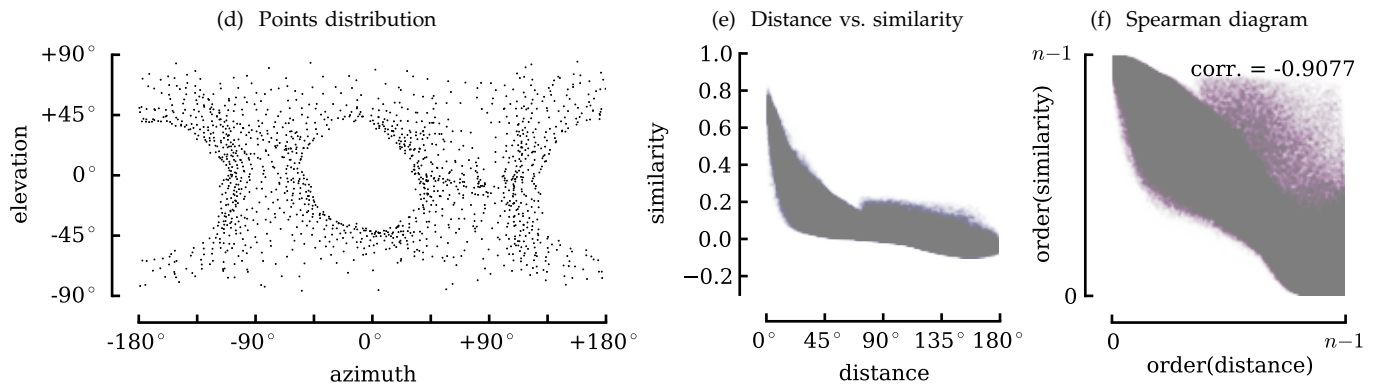 (d) Points distribution
+90°
+45°
0°
-45°
-90°
elevation
-180° -90° 0° +90° +180°
azimuth
(e) Distance vs. similarity
1.0
0.8
0.6
0.4
0.2
0.0
−0.2
similarity
0° 45° 90° 135° 180°
distance
(f) Spearman diagram
n−1
corr. = -0.9077
order(similarity)
0
0 n−1
order(distance)